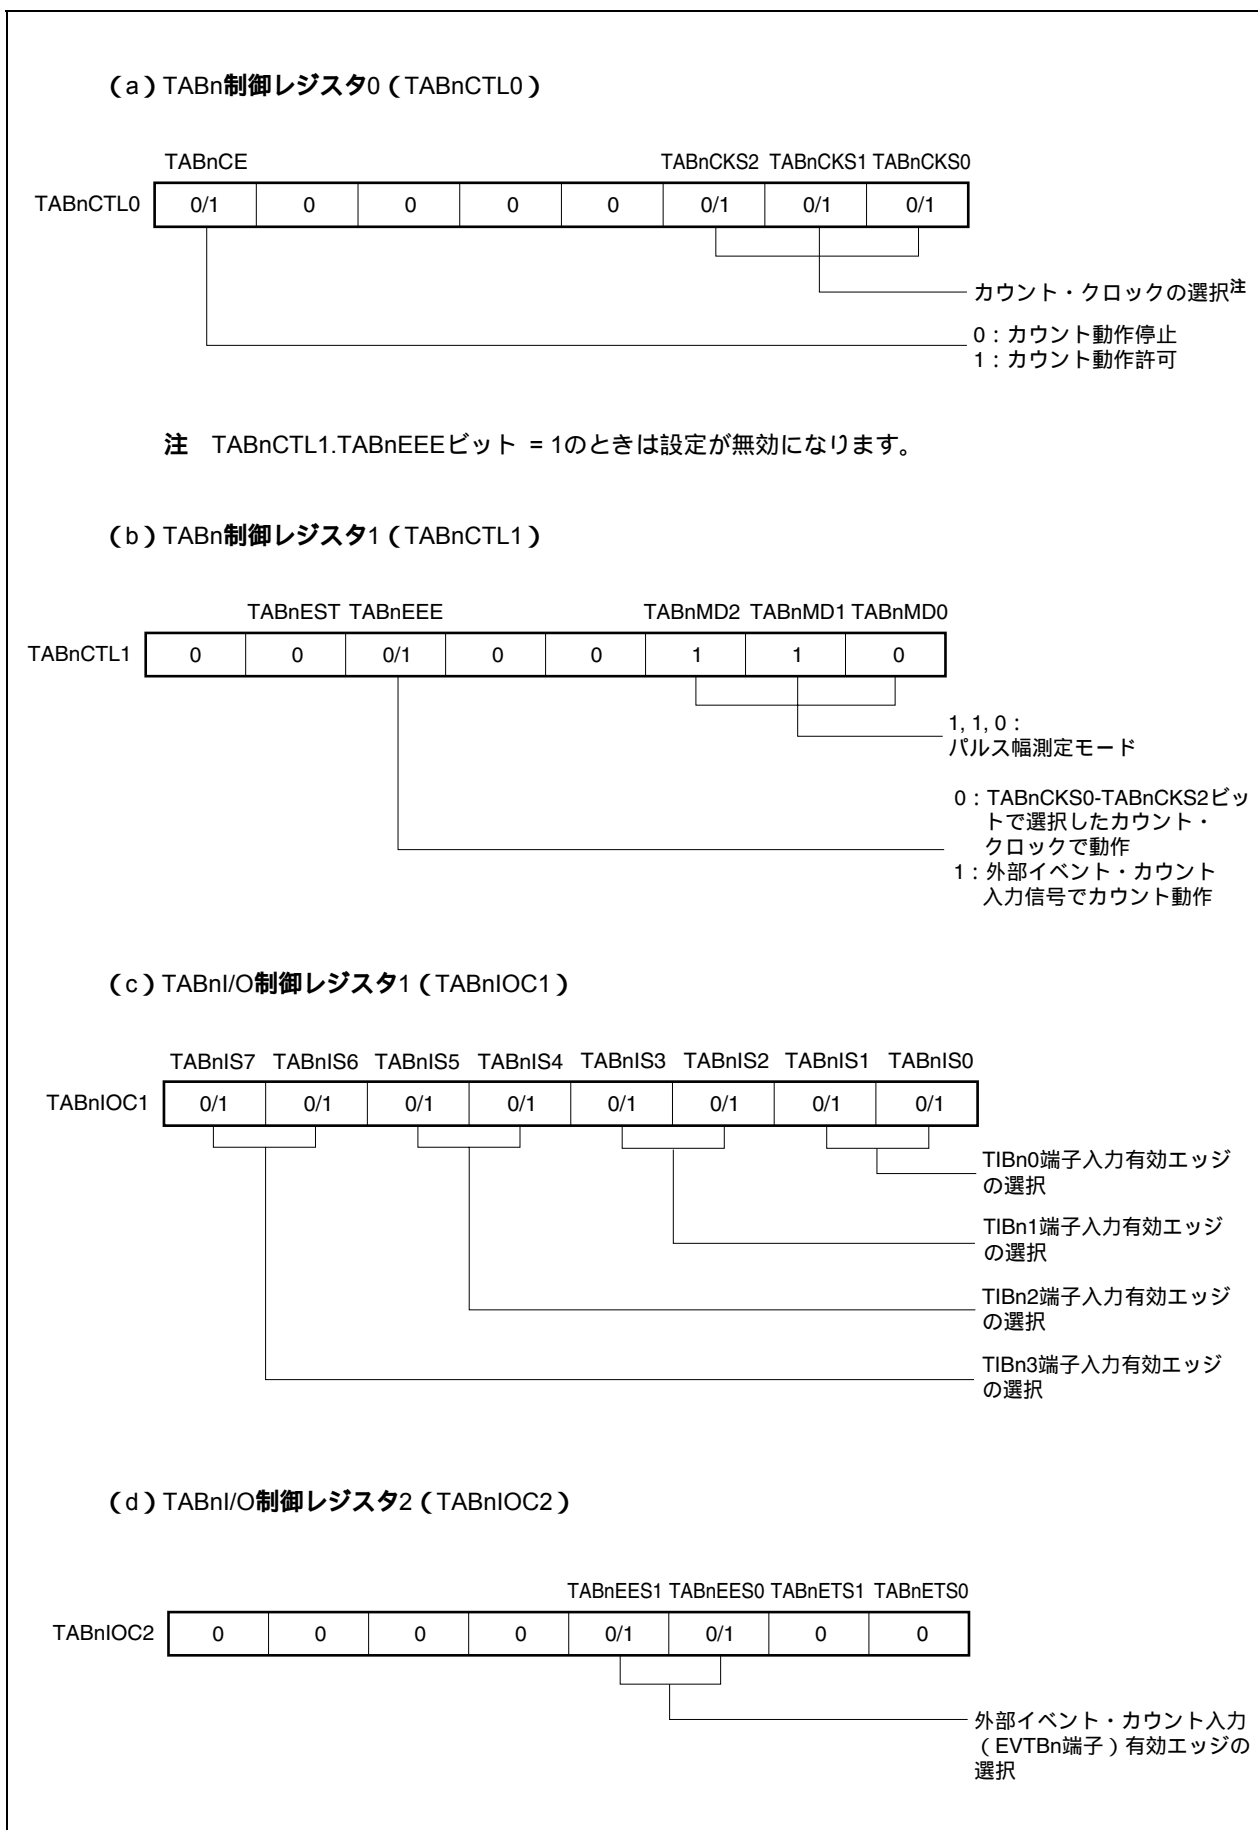 (a)TABn制御レジスタ0(TABnCTL0)
TABnCE TABnCKS2 TABnCKS1 TABnCKS0
TABnCTL0 0/1 0 0 0 0 0/1 0/1 0/1
カウント・クロックの選択注
0:カウント動作停止
1:カウント動作許可
注 TABnCTL1.TABnEEEビット = 1のときは設定が無効になります。
(b)TABn制御レジスタ1(TABnCTL1)
TABnEST TABnEEE TABnMD2 TABnMD1 TABnMD0
TABnCTL1 0 0 0/1 0 0 1 1 0
1, 1, 0:
パルス幅測定モード
0:TABnCKS0-TABnCKS2ビッ
トで選択したカウント・
クロックで動作
1:外部イベント・カウント
入力信号でカウント動作
(c)TABnI/O制御レジスタ1(TABnIOC1)
TABnIS7 TABnIS6 TABnIS5 TABnIS4 TABnIS3 TABnIS2 TABnIS1 TABnIS0
TABnIOC1 0/1 0/1 0/1 0/1 0/1 0/1 0/1 0/1
TIBn0端子入力有効エッジ
の選択
TIBn1端子入力有効エッジ
の選択
TIBn2端子入力有効エッジ
の選択
TIBn3端子入力有効エッジ
の選択
(d)TABnI/O制御レジスタ2(TABnIOC2)
TABnEES1 TABnEES0 TABnETS1 TABnETS0
TABnIOC2 0 0 0 0 0/1 0/1 0 0
外部イベント・カウント入力
(EVTBn端子)有効エッジの
選択